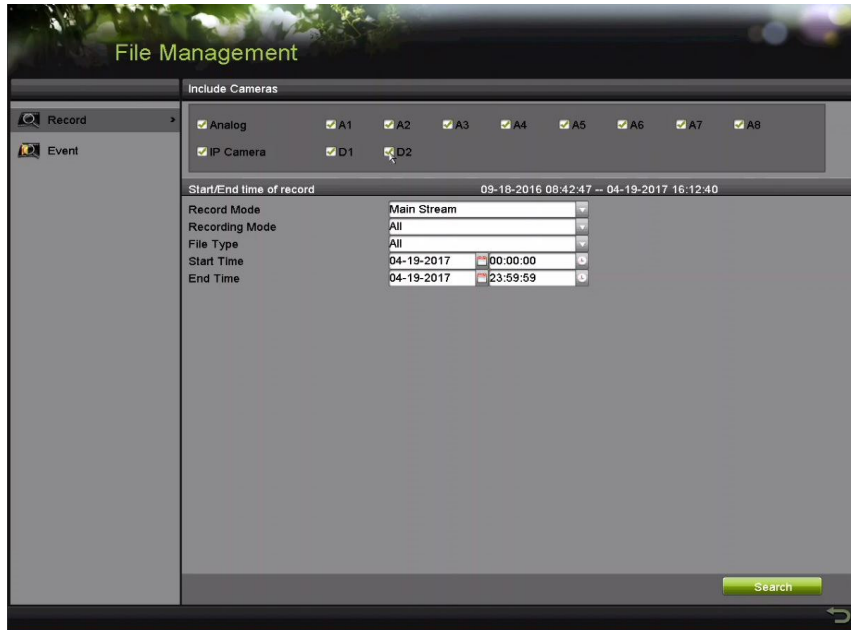 File Management
Include Cameras
Record >
Event
Analog A1 A2 A3 A4 A5 A6 A7 A8
IP Camera D1 D2
Start/End time of record 09-18-2016 08:42:47 -- 04-19-2017 16:12:40
Record Mode Main Stream
Recording Mode All
File Type All
Start Time 04-19-2017 00:00:00
End Time 04-19-2017 23:59:59
Search